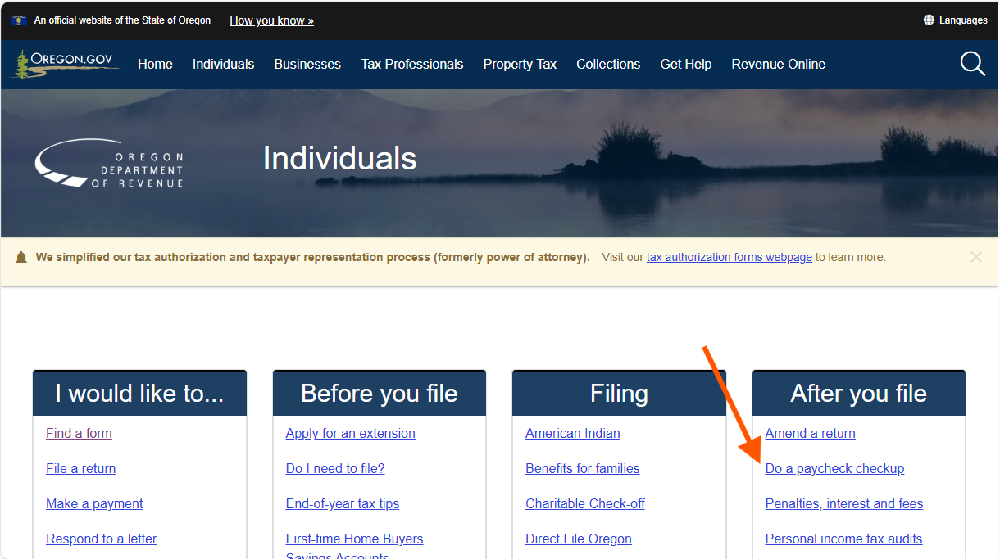 An official website of the State of Oregon How you know » Languages
OREGON.GOV Home Individuals Businesses Tax Professionals Property Tax Collections Get Help Revenue Online
OREGON
DEPARTMENT
OF REVENUE
Individuals
We simplified our tax authorization and taxpayer representation process (formerly power of attorney). Visit our tax authorization forms webpage to learn more.
I would like to...
Find a form
File a return
Make a payment
Respond to a letter
Before you file
Apply for an extension
Do I need to file?
End-of-year tax tips
First-time Home Buyers
Savings Accounts
Filing
American Indian
Benefits for families
Charitable Check-off
Direct File Oregon
After you file
Amend a return
Do a paycheck checkup
Penalties, interest and fees
Personal income tax audits